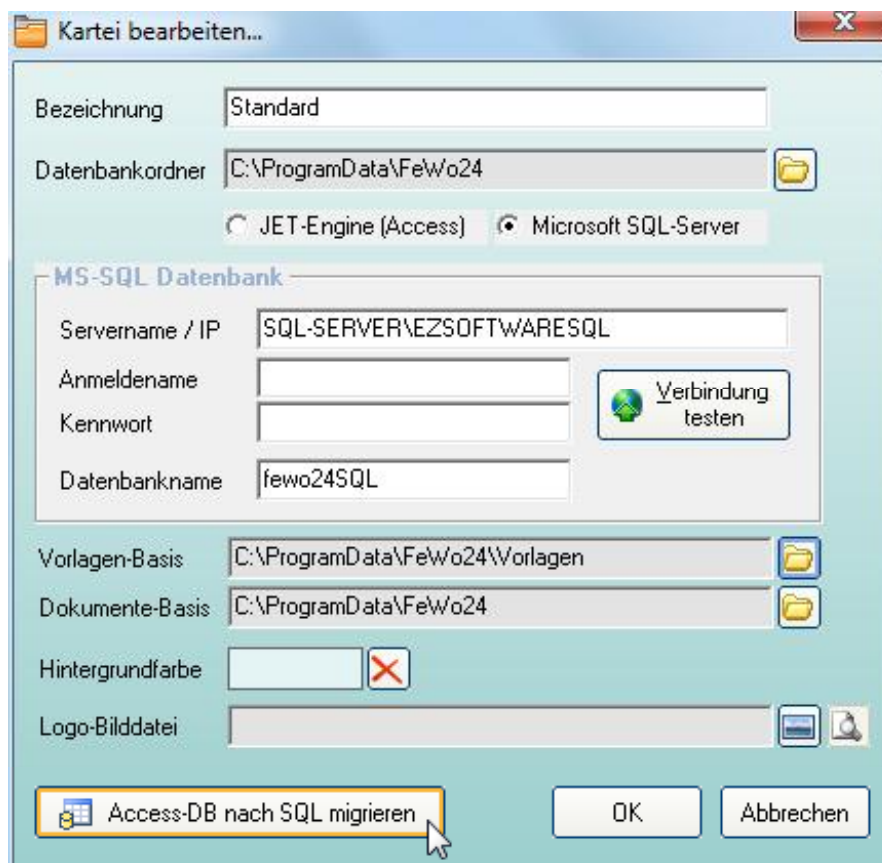 Kartei bearbeiten...
Bezeichnung Standard
Datenbankordner C:\ProgramData\FeWo24
JET-Engine (Access) Microsoft SQL-Server
MS-SQL Datenbank
Servername / IP SQL-SERVER\EZSOFTWARESQL
Anmeldename
Kennwort
Verbindung
testen
Datenbankname fewo24SQL
Vorlagen-Basis C:\ProgramData\FeWo24\Vorlagen
Dokumente-Basis C:\ProgramData\FeWo24
Hintergrundfarbe
Logo-Bilddatei
Access-DB nach SQL migrieren OK Abbrechen